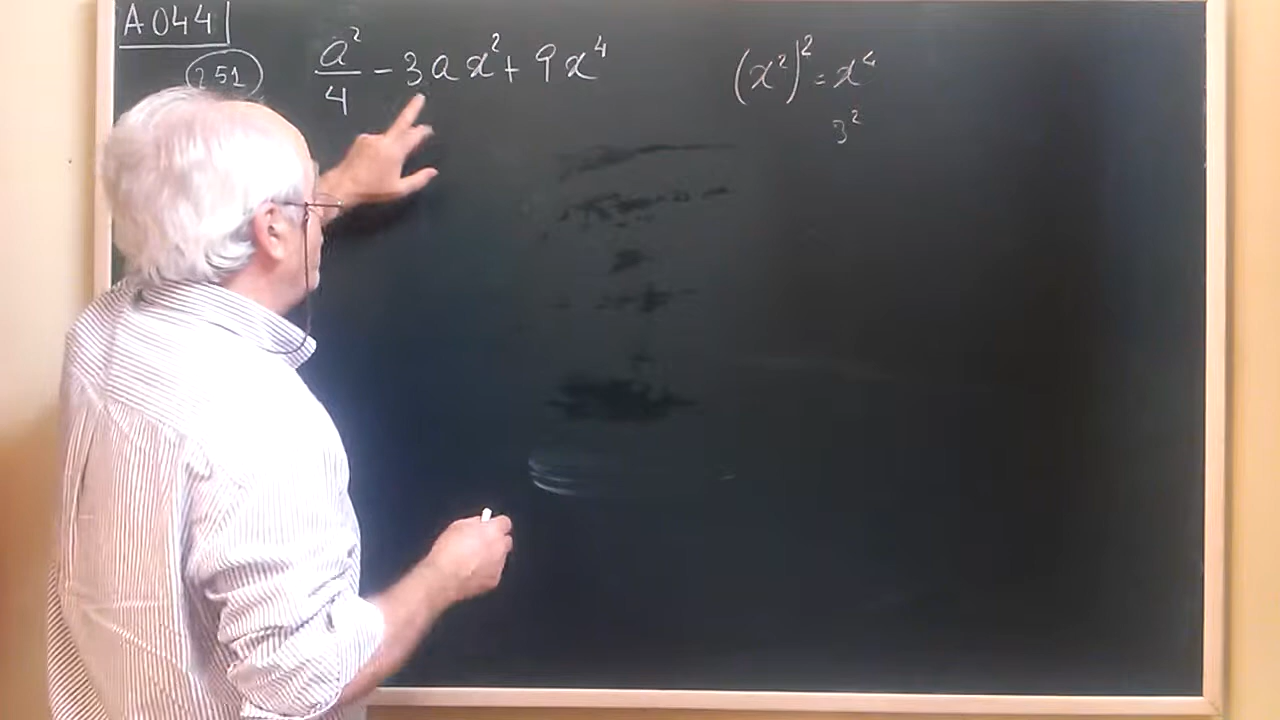 A044
251
a²/4 - 3ax² + 9x⁴
(x²)² = x⁴
3²